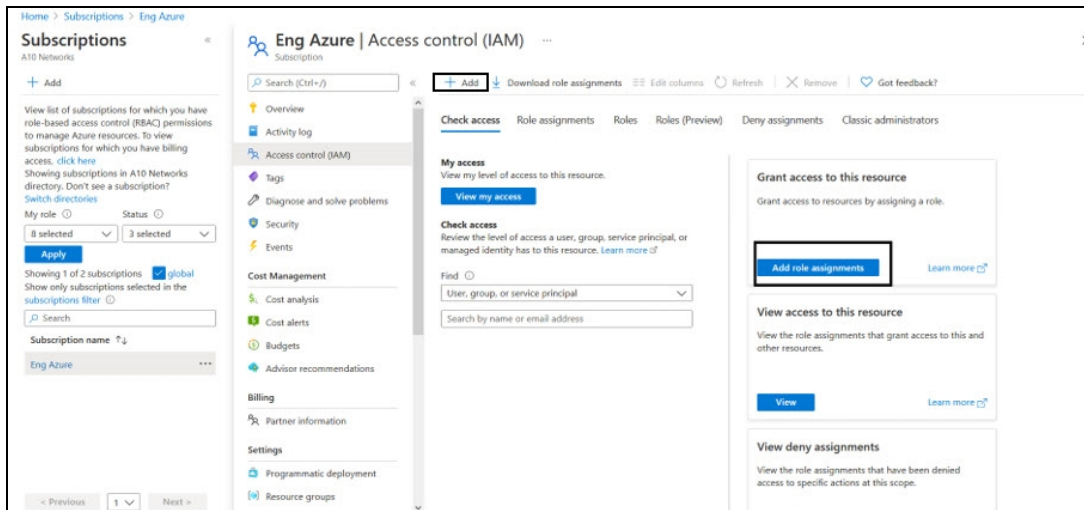 Home > Subscriptions > Eng Azure
Subscriptions
A10 Networks
+ Add
View list of subscriptions for which you have
role-based access control (RBAC) permissions
to manage Azure resources. To view
subscriptions for which you have billing
access, click here
Showing subscriptions in A10 Networks
directory. Don't see a subscription?
Switch directories
My role Status
8 selected 3 selected
Apply
Showing 1 of 2 subscriptions global
Show only subscriptions selected in the
subscriptions filter
Search
Subscription name ↑↓
Eng Azure ...
< Previous 1 Next >
Eng Azure | Access control (IAM) ...
Subscription
Search (Ctrl+/) «
Overview
Activity log
Access control (IAM)
Tags
Diagnose and solve problems
Security
Events
Cost Management
Cost analysis
Cost alerts
Budgets
Advisor recommendations
Billing
Partner information
Settings
Programmatic deployment
Resource groups
+ Add Download role assignments Edit columns Refresh Remove Got feedback?
Check access Role assignments Roles Roles (Preview) Deny assignments Classic administrators
My access
View my level of access to this resource.
View my access
Check access
Review the level of access a user, group, service principal, or
managed identity has to this resource. Learn more
Find
User, group, or service principal
Search by name or email address
Grant access to this resource
Grant access to resources by assigning a role.
Add role assignments Learn more
View access to this resource
View the role assignments that grant access to this and
other resources.
View Learn more
View deny assignments
View the role assignments that have been denied
access to specific actions at this scope.